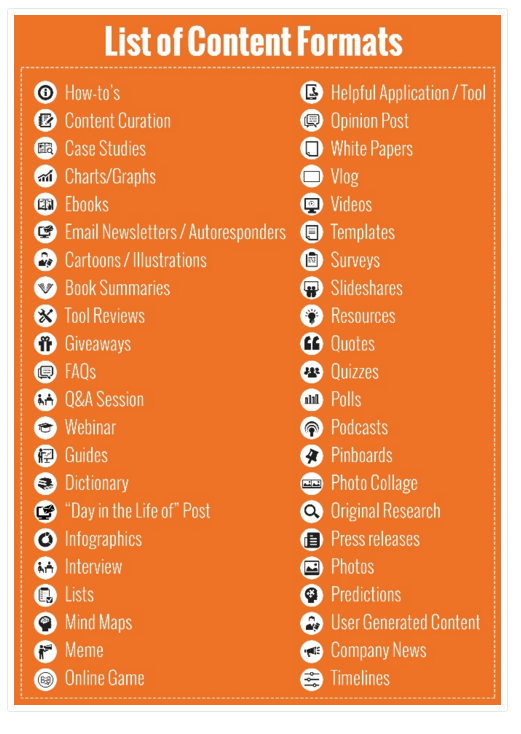 List of Content Formats
How-to's
Content Curation
Case Studies
Charts/Graphs
Ebooks
Email Newsletters / Autoresponders
Cartoons / Illustrations
Book Summaries
Tool Reviews
Giveaways
FAQs
Q&A Session
Webinar
Guides
Dictionary
“Day in the Life of” Post
Infographics
Interview
Lists
Mind Maps
Meme
Online Game
Helpful Application / Tool
Opinion Post
White Papers
Vlog
Videos
Templates
Surveys
Slideshares
Resources
Quotes
Quizzes
Polls
Podcasts
Pinboards
Photo Collage
Original Research
Press releases
Photos
Predictions
User Generated Content
Company News
Timelines